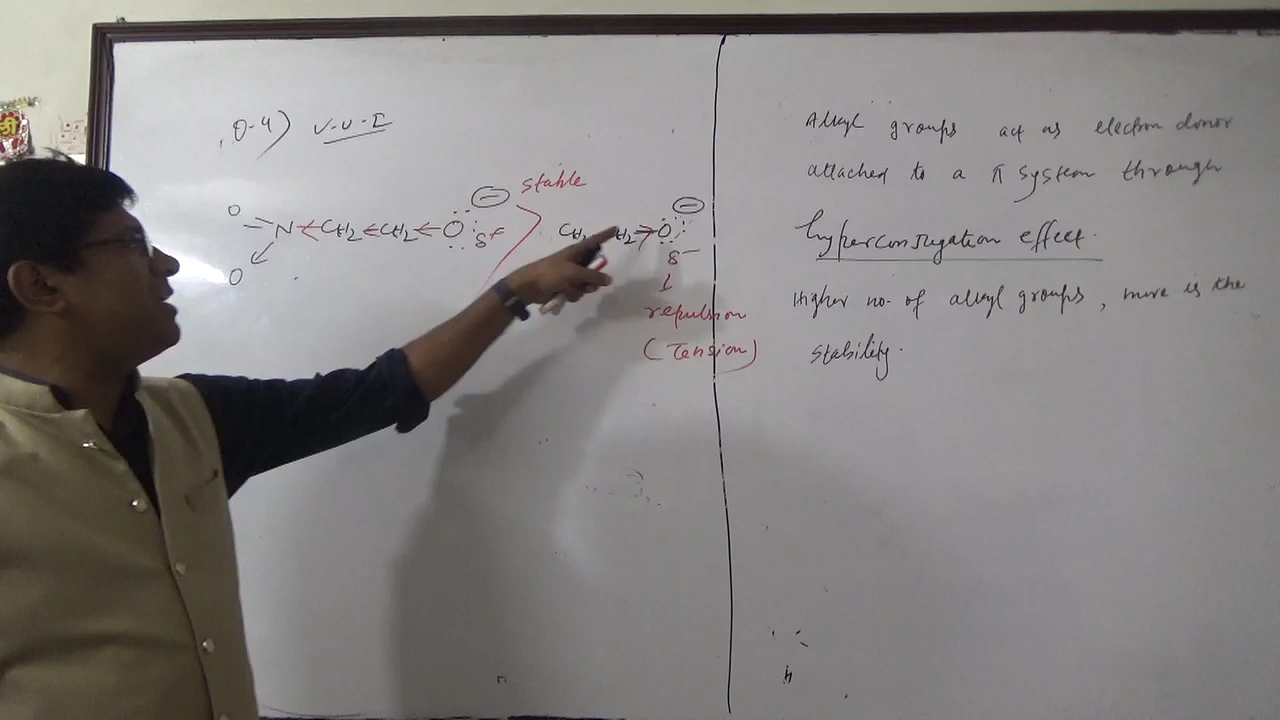 Q-4) V.V.I
O=N←CH2←CH2←O δ+
O
stable
>
O
δ-
↓
repulsion
(Tension)
Alkyl groups act as electron donor
attached to a π system through
hyperconjugation effect.
Higher no. of alkyl groups, more is the
stability.